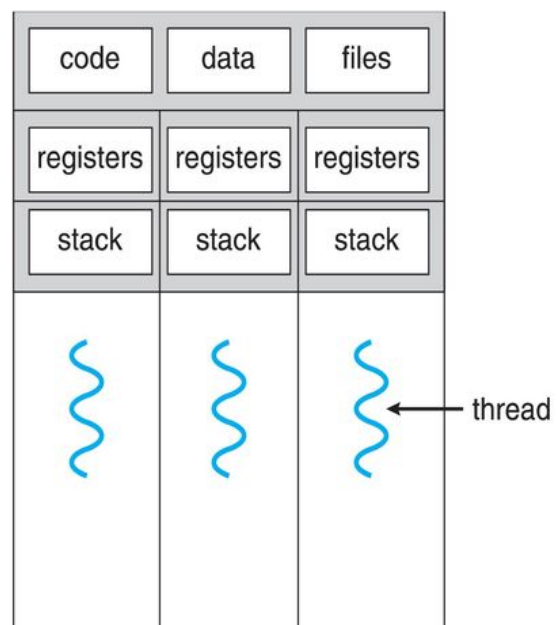 code data files
registers registers registers
stack stack stack
thread